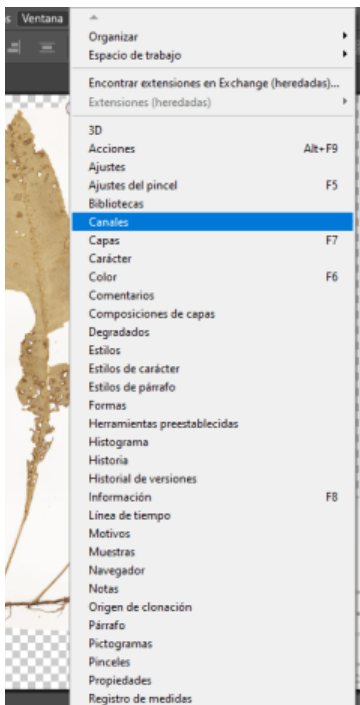 s Ventana
Organizar
Espacio de trabajo
Encontrar extensiones en Exchange (heredadas)...
Extensiones (heredadas)
3D
Acciones Alt+F9
Ajustes
Ajustes del pincel F5
Bibliotecas
Canales
Capas F7
Carácter
Color F6
Comentarios
Composiciones de capas
Degradados
Estilos
Estilos de carácter
Estilos de párrafo
Formas
Herramientas preestablecidas
Histograma
Historia
Historial de versiones
Información F8
Línea de tiempo
Motivos
Muestras
Navegador
Notas
Origen de clonación
Párrafo
Pictogramas
Pinceles
Propiedades
Registro de medidas